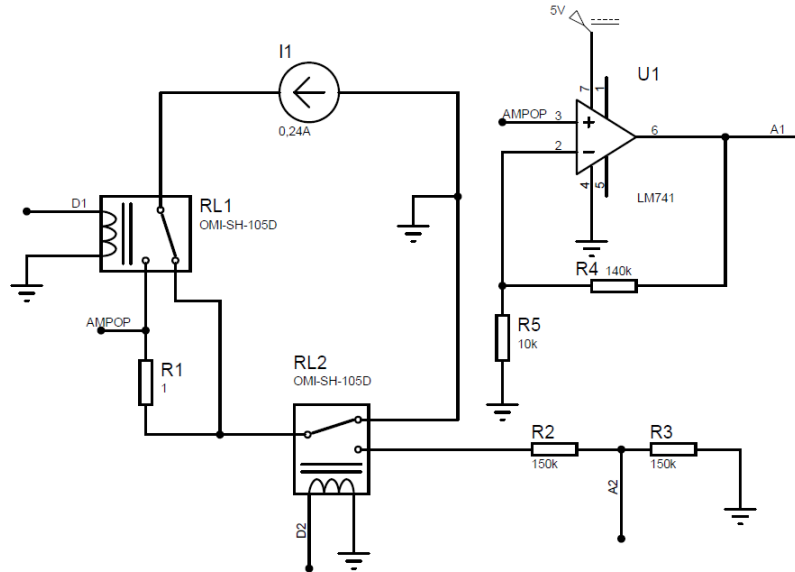 5V
I1
0,24A
U1
7
1
AMPOP
3
2
6
A1
4
5
LM741
D1
RL1
OMI-SH-105D
R4 140k
AMPOP
R1
1
R5
10k
RL2
OMI-SH-105D
R2
150k
R3
150k
A2
D2